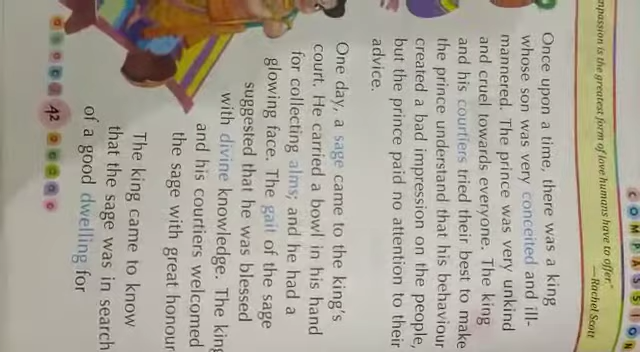 COMPASSION
mpassion is the greatest form of love humans have to offer."
—Rachel Scott
Once upon a time, there was a king
whose son was very conceited and ill-
mannered. The prince was very unkind
and cruel towards everyone. The king
and his courtiers tried their best to make
the prince understand that his behaviour
created a bad impression on the people,
but the prince paid no attention to their
advice.
One day, a sage came to the king's
court. He carried a bowl in his hand
for collecting alms; and he had a
glowing face. The gait of the sage
suggested that he was blessed
with divine knowledge. The king
and his courtiers welcomed
the sage with great honour
The king came to know
that the sage was in search
of a good dwelling for
42